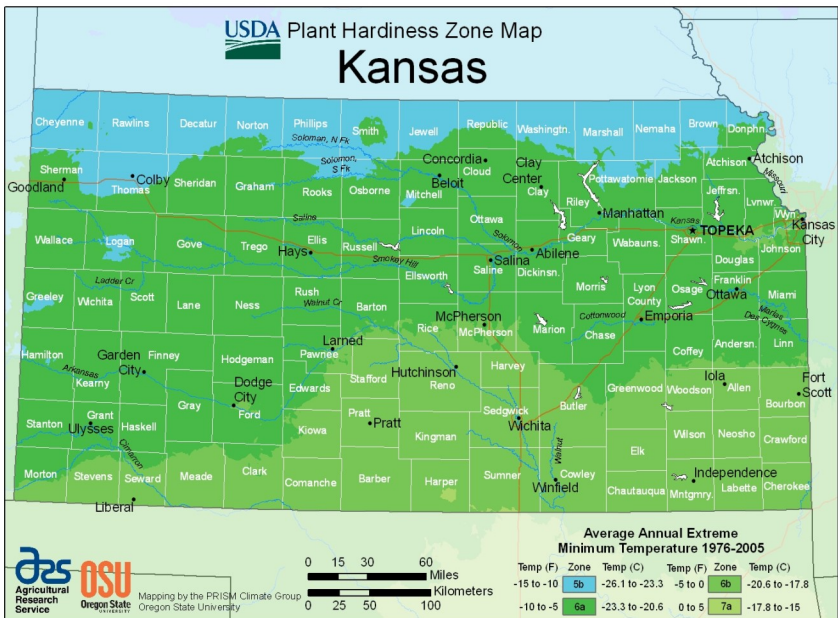 USDA Plant Hardiness Zone Map
Kansas
Cheyenne Rawlins Decatur Norton Phillips Smith Jewell Republic Washingtn. Marshall Nemaha Brown Donphn.
Soloman, N Fk
Soloman, S Fk
Sherman Thomas Sheridan Graham Rooks Osborne Mitchell Cloud Clay Riley Pottawatomie Jackson Atchison Jeffrsn. Lvnwr. Wyn.
Goodland Colby Beloit Concordia Clay Center Manhattan Atchison Missouri
Kansas TOPEKA Kansas City
Wallace Logan Gove Trego Ellis Russell Lincoln Ottawa Saline Dickinsn. Geary Wabauns. Shawn. Douglas Johnson
Salina Solomon Smokey Hill
Hays Salina Abilene
Ladder Cr
Greeley Wichita Scott Lane Ness Rush Barton Ellsworth Rice McPherson Marion Morris Chase Lyon County Osage Franklin Miami
Walnut Cr Cottonwood Marias Des Cygnes
Larned McPherson Emporia Ottawa
Hamilton Kearny Finney Hodgeman Pawnee Edwards Stafford Reno Harvey Butler Greenwood Coffey Andersn. Linn
Arkansas Garden City Dodge City Hutchinson Iola Fort Scott
Stanton Grant Haskell Gray Ford Kiowa Pratt Kingman Sedgwick Woodson Allen Bourbon
Ulysses Cimarron Pratt Wichita Walnut
Wilson Neosho Crawford
Morton Stevens Seward Meade Clark Comanche Barber Harper Sumner Cowley Elk Chautauqua Mntgmry. Labette Cherokee
Liberal Winfield Independence
Average Annual Extreme
Minimum Temperature 1976-2005
Temp (F) Zone Temp (C) Temp (F) Zone Temp (C)
-15 to -10 5b -26.1 to -23.3 -5 to 0 6b -20.6 to -17.8
-10 to -5 6a -23.3 to -20.6 0 to 5 7a -17.8 to -15
0 15 30 60
Miles
Kilometers
0 25 50 100
ars
Agricultural
Research
Service
OSU
Oregon State
UNIVERSITY
Mapping by the PRISM Climate Group
Oregon State University